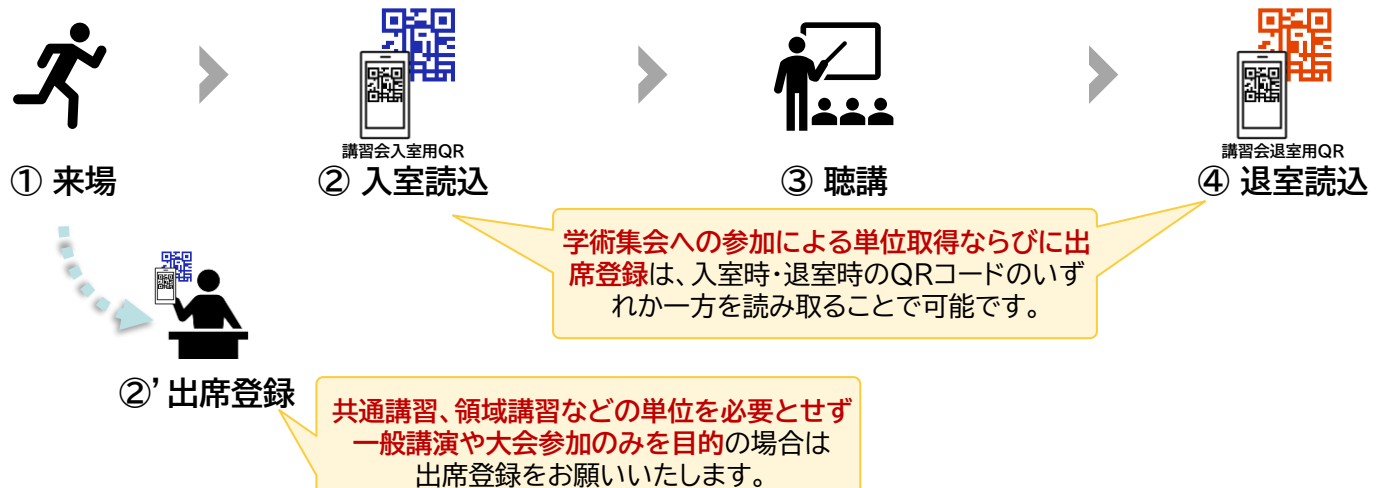 講習会入室用QR
講習会退室用QR
① 来場
② 入室読込
③ 聴講
④ 退室読込
学術集会への参加による単位取得ならびに出
席登録は、入室時・退室時のQRコードのいず
れか一方を読み取ることで可能です。
②’ 出席登録
共通講習、領域講習などの単位を必要とせず
一般講演や大会参加のみを目的の場合は
出席登録をお願いいたします。